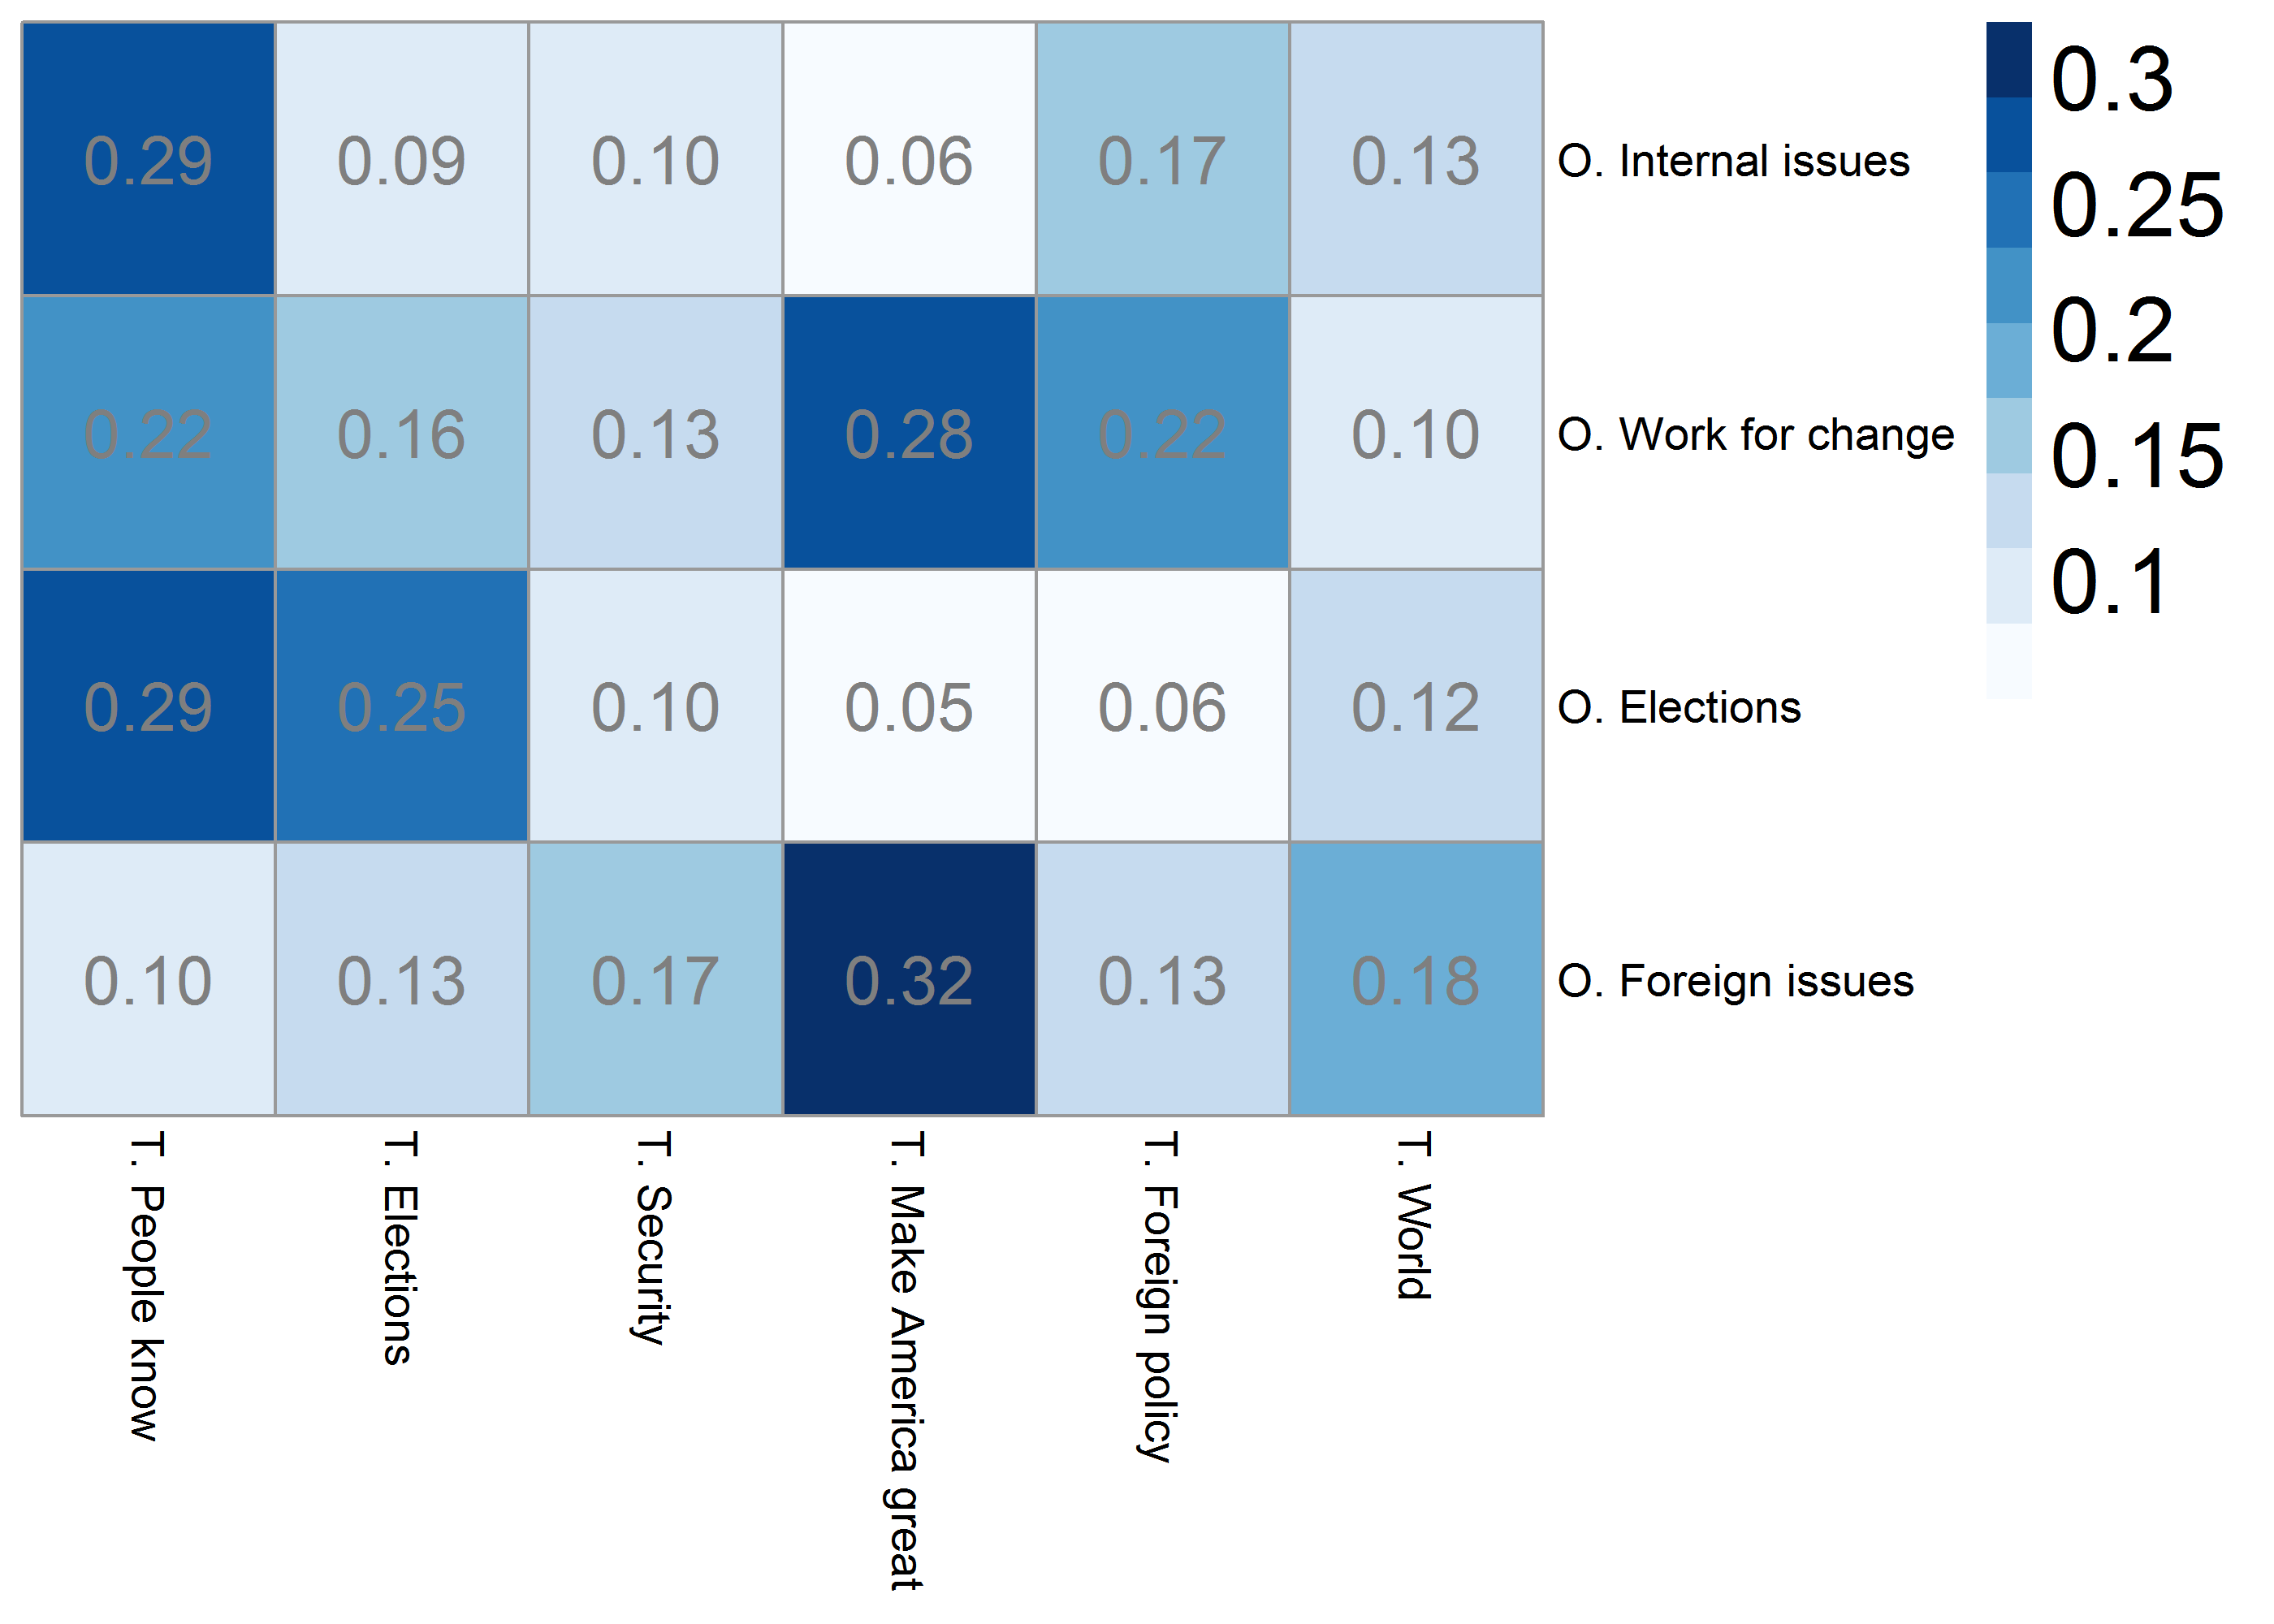 0.29 0.09 0.10 0.06 0.17 0.13 O. Internal issues
0.22 0.16 0.13 0.28 0.22 0.10 O. Work for change
0.29 0.25 0.10 0.05 0.06 0.12 O. Elections
0.10 0.13 0.17 0.32 0.13 0.18 O. Foreign issues
T. People know
T. Elections
T. Security
T. Make America great
T. Foreign policy
T. World
0.3
0.25
0.2
0.15
0.1